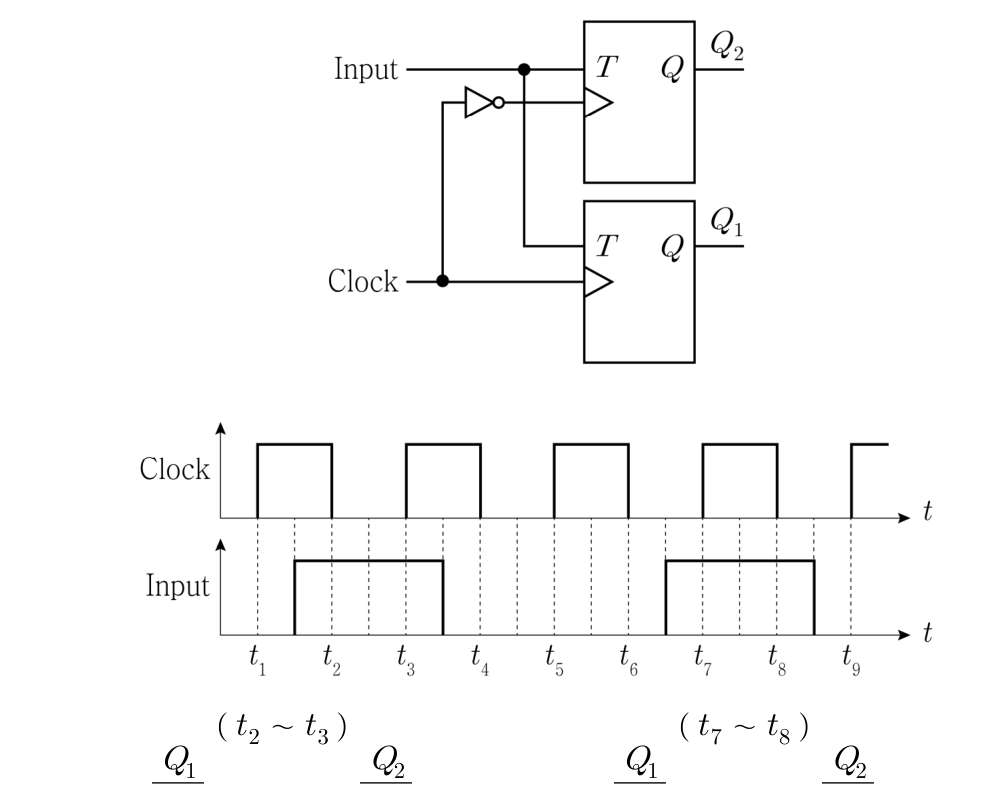 Q₂
Input T Q
Q₁
T Q
Clock
Clock t
Input t
t₁ t₂ t₃ t₄ t₅ t₆ t₇ t₈ t₉
( t₂ ~ t₃ ) ( t₇ ~ t₈ )
Q₁ Q₂ Q₁ Q₂